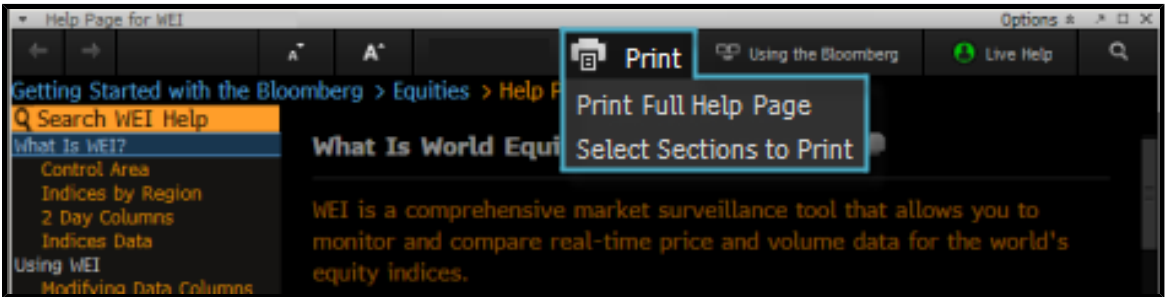 Help Page for WEI
Options
A A Print Using the Bloomberg Live Help
Getting Started with the Bloomberg > Equities > Help P
Print Full Help Page
Select Sections to Print
Search WEI Help
What Is WEI?
Control Area
Indices by Region
2 Day Columns
Indices Data
Using WEI
Modifying Data Columns
What Is World Equi
WEI is a comprehensive market surveillance tool that allows you to
monitor and compare real-time price and volume data for the world's
equity indices.